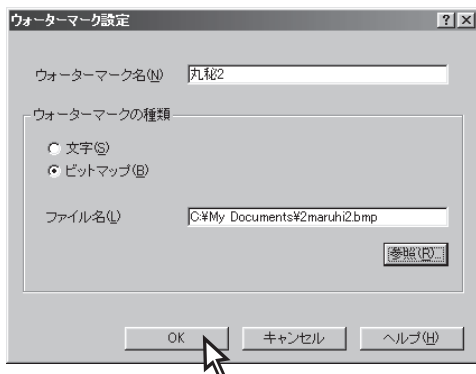 ウォーターマーク設定
ウォーターマーク名(N) 丸秘2
ウォーターマークの種類
文字(S)
ビットマップ(B)
ファイル名(L) C:¥My Documents¥2maruhi2.bmp
参照(R)...
OK キャンセル ヘルプ(H)